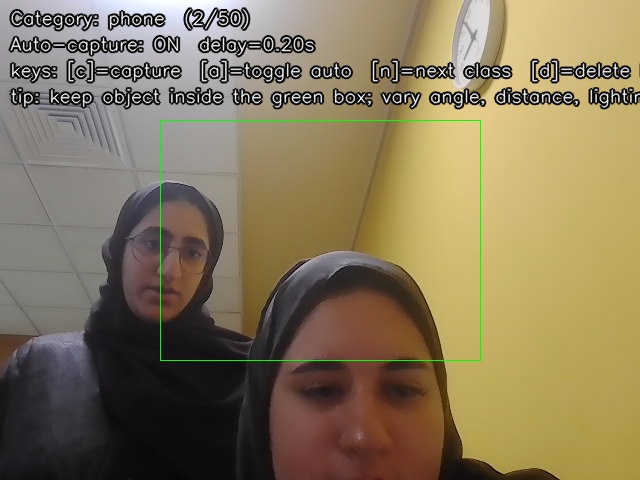 Category: phone (2/50)
Auto-capture: ON delay=0.20s
keys: [c]=capture [a]=toggle auto [n]=next class [d]=delete
tip: keep object inside the green box; vary angle, distance, lightin